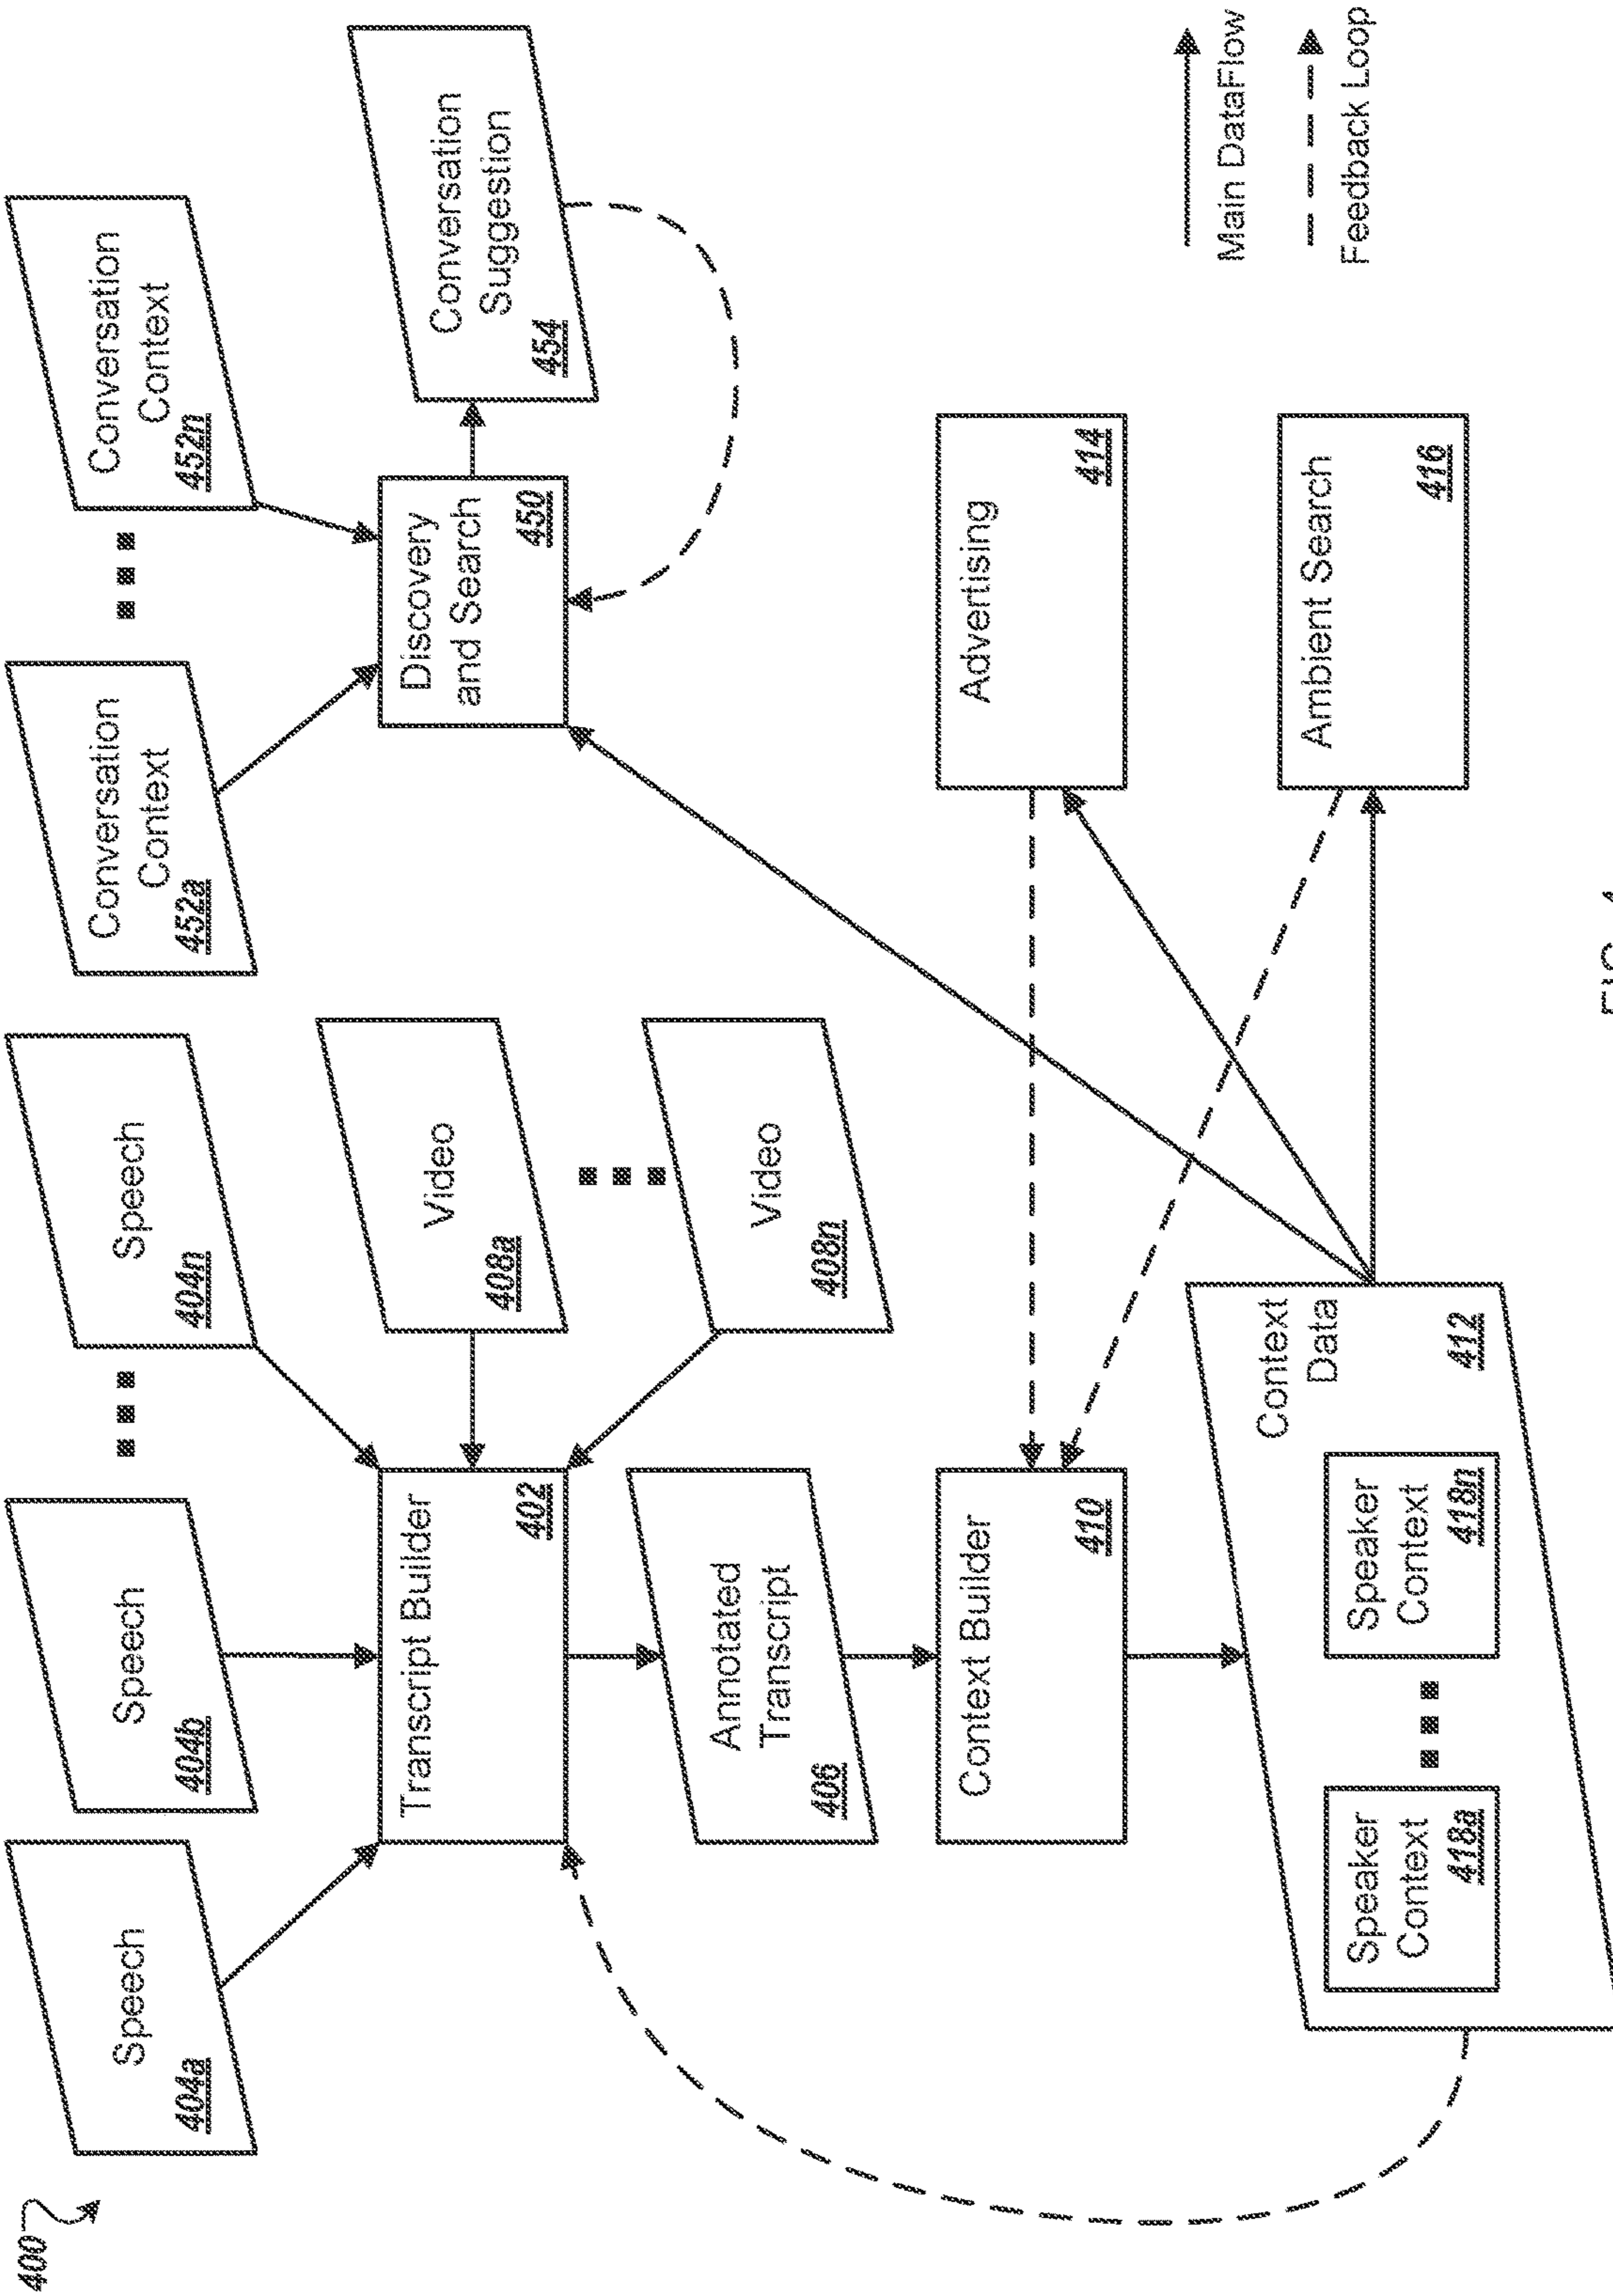 400
Speech
404a
Speech
404b
Speech
404n
Conversation
Context
452a
Conversation
Context
452n
Transcript Builder
402
Video
408a
Video
408n
Discovery
and Search
450
Conversation
Suggestion
454
Annotated
Transcript
406
Context Builder
410
Advertising
414
Context
Data
412
Speaker
Context
418a
Speaker
Context
418n
Ambient Search
416
Main DataFlow
Feedback Loop